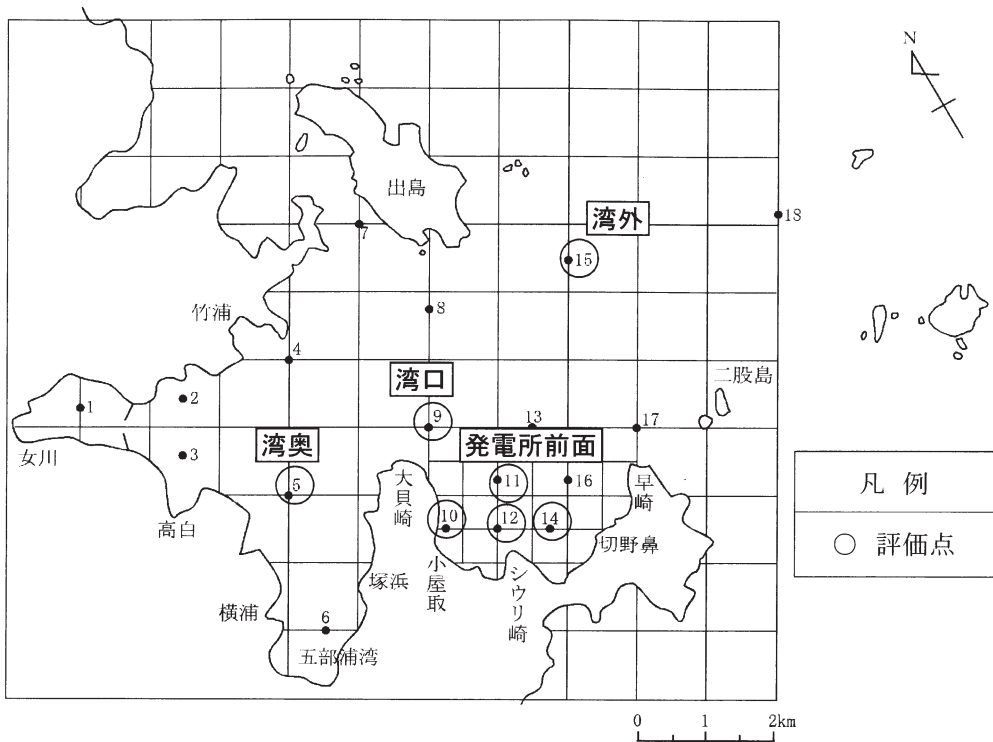 N
出島
湾外
18
7
15
8
竹浦
4
二股島
湾口
1
2
9
13
17
発電所前面
女川
3
湾奥
5
大貝崎
11
16
早崎
凡例
○ 評価点
高白
10
12
14
切野鼻
小屋取
シウリ崎
塚浜
横浦
6
五部浦湾
0 1 2km